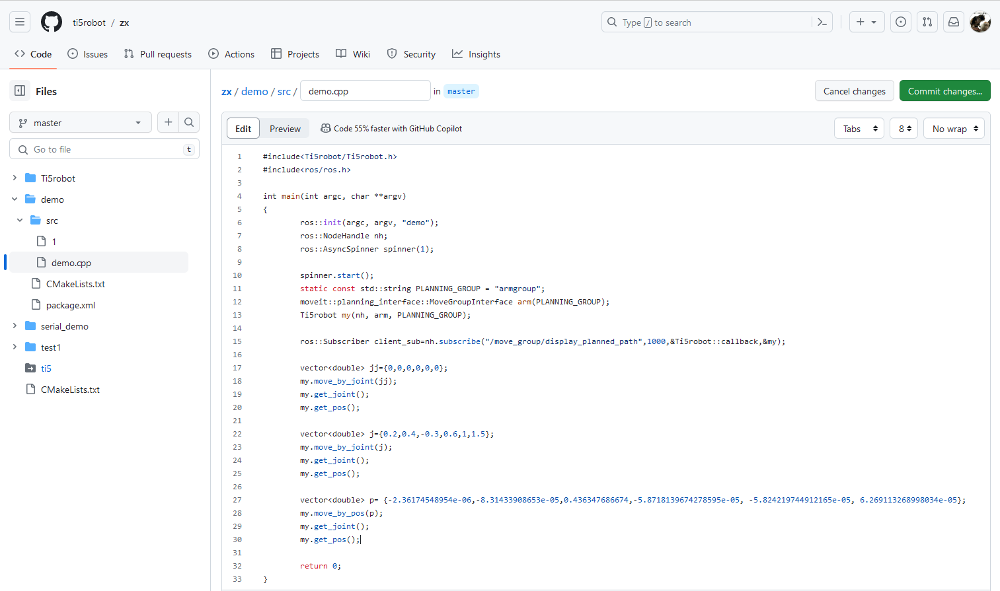 ti5robot / zx
Type / to search
Code
Issues
Pull requests
Actions
Projects
Wiki
Security
Insights
Files
master
Go to file
t
Ti5robot
demo
src
1
demo.cpp
CMakeLists.txt
package.xml
serial_demo
test1
ti5
CMakeLists.txt
zx / demo / src / demo.cpp in master
Cancel changes
Commit changes...
Edit
Preview
Code 55% faster with GitHub Copilot
Tabs
8
No wrap
1 #include<Ti5robot/Ti5robot.h>
2 #include<ros/ros.h>
3
4 int main(int argc, char **argv)
5 {
6 ros::init(argc, argv, "demo");
7 ros::NodeHandle nh;
8 ros::AsyncSpinner spinner(1);
9
10 spinner.start();
11 static const std::string PLANNING_GROUP = "armgroup";
12 moveit::planning_interface::MoveGroupInterface arm(PLANNING_GROUP);
13 Ti5robot my(nh, arm, PLANNING_GROUP);
14
15 ros::Subscriber client_sub=nh.subscribe("/move_group/display_planned_path",1000,&Ti5robot::callback,&my);
16
17 vector<double> jj={0,0,0,0,0,0};
18 my.move_by_joint(jj);
19 my.get_joint();
20 my.get_pos();
21
22 vector<double> j={0.2,0.4,-0.3,0.6,1,1.5};
23 my.move_by_joint(j);
24 my.get_joint();
25 my.get_pos();
26
27 vector<double> p= {-2.36174548954e-06,-8.31433908653e-05,0.436347686674,-5.8718139674278595e-05, -5.824219744912165e-05, 6.269113268998034e-05};
28 my.move_by_pos(p);
29 my.get_joint();
30 my.get_pos();
31
32 return 0;
33 }